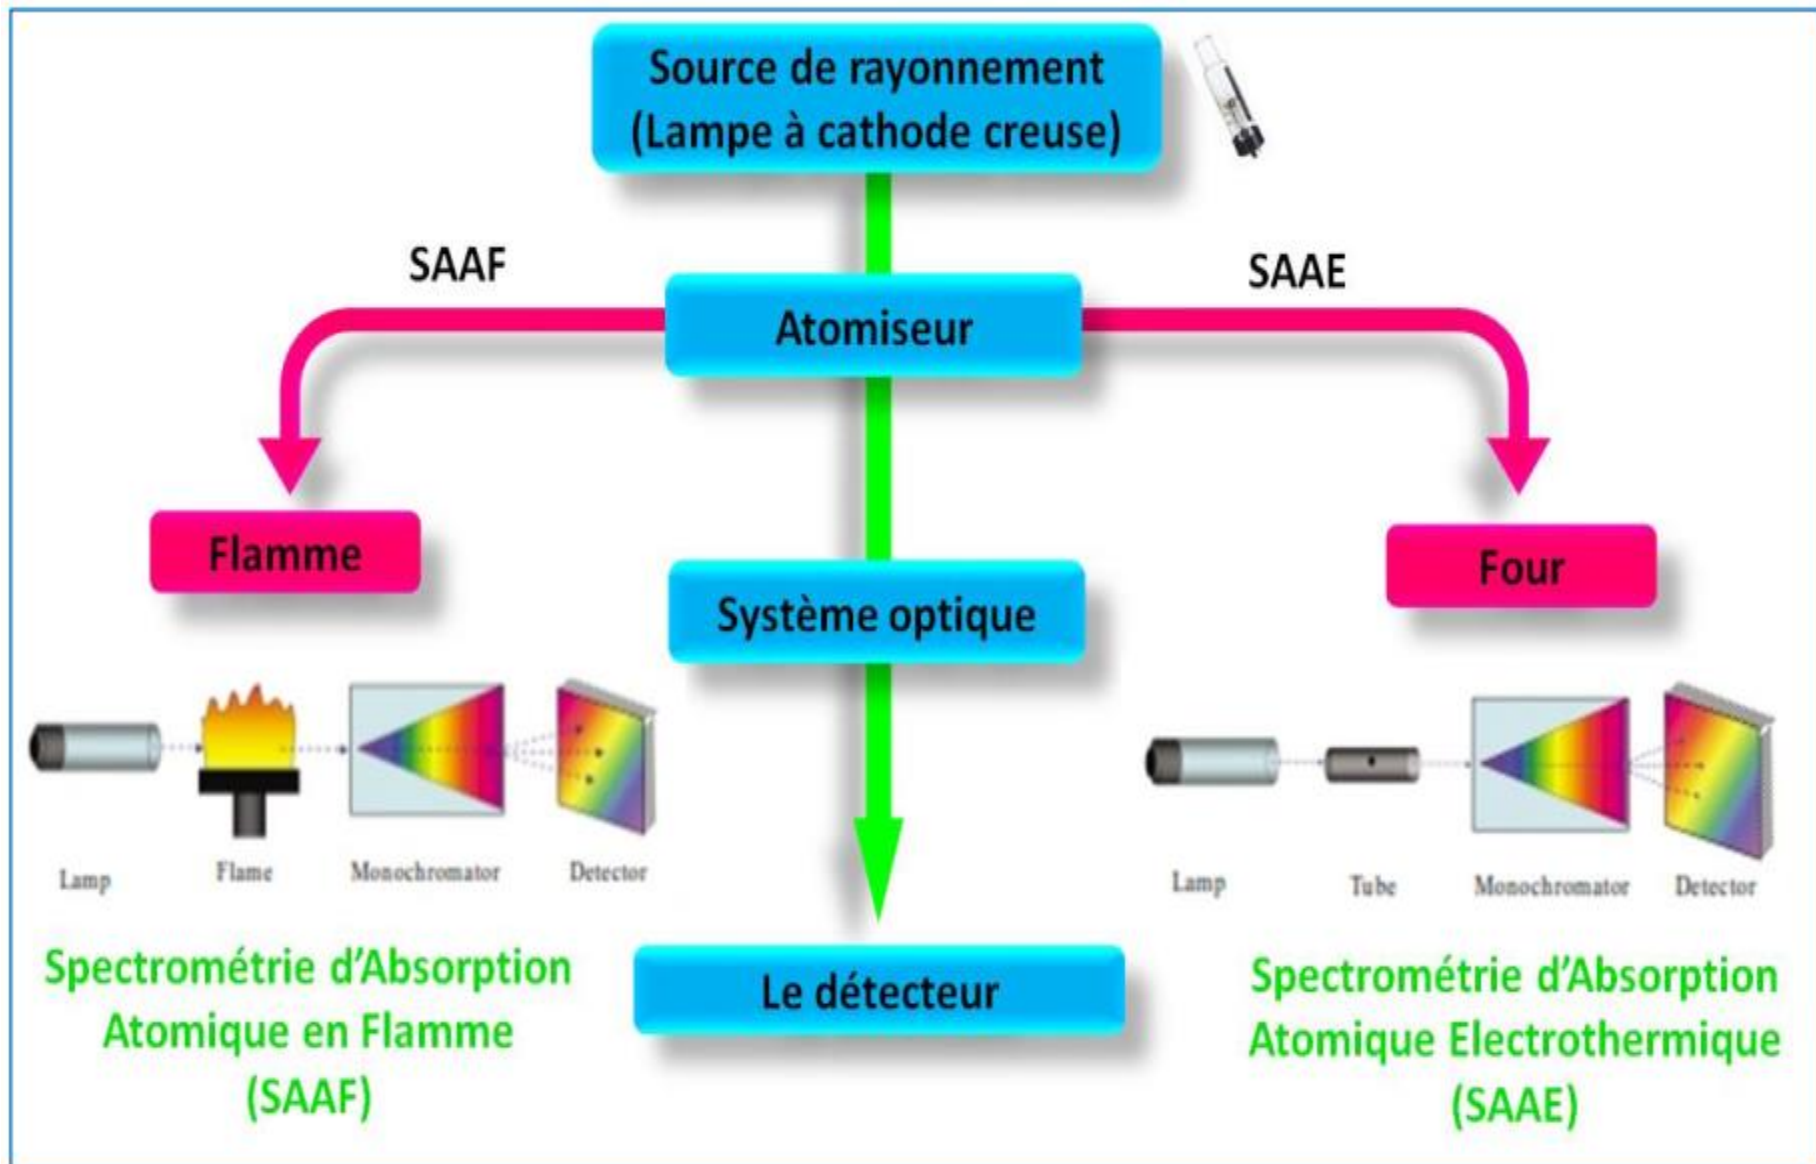 Source de rayonnement
(Lampe à cathode creuse)
SAAF
SAAE
Atomiseur
Flamme
Four
Système optique
Lamp
Flame
Monochromator
Detector
Lamp
Tube
Monochromator
Detector
Spectrométrie d'Absorption
Atomique en Flamme
(SAAF)
Le détecteur
Spectrométrie d'Absorption
Atomique Electrothermique
(SAAE)